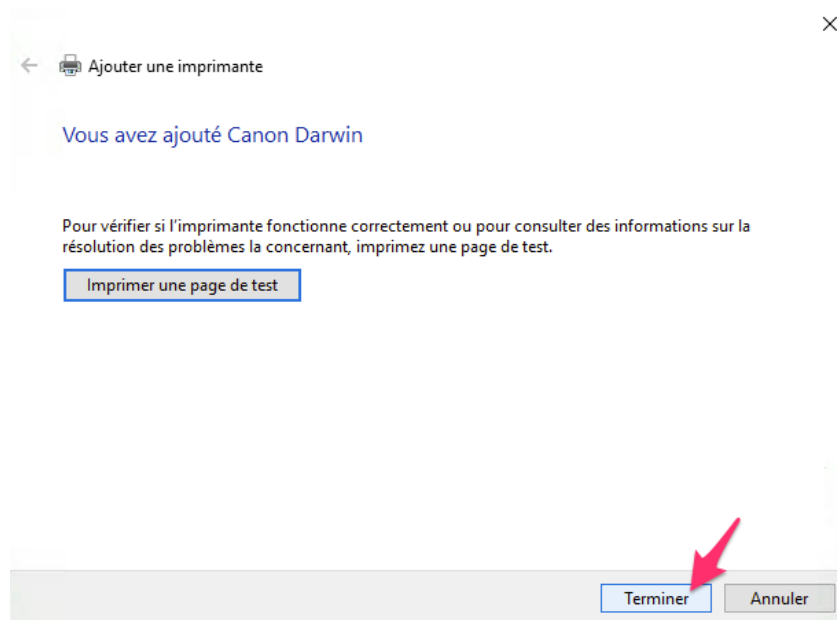 Ajouter une imprimante
Vous avez ajouté Canon Darwin
Pour vérifier si l'imprimante fonctionne correctement ou pour consulter des informations sur la
résolution des problèmes la concernant, imprimez une page de test.
Imprimer une page de test
Terminer
Annuler